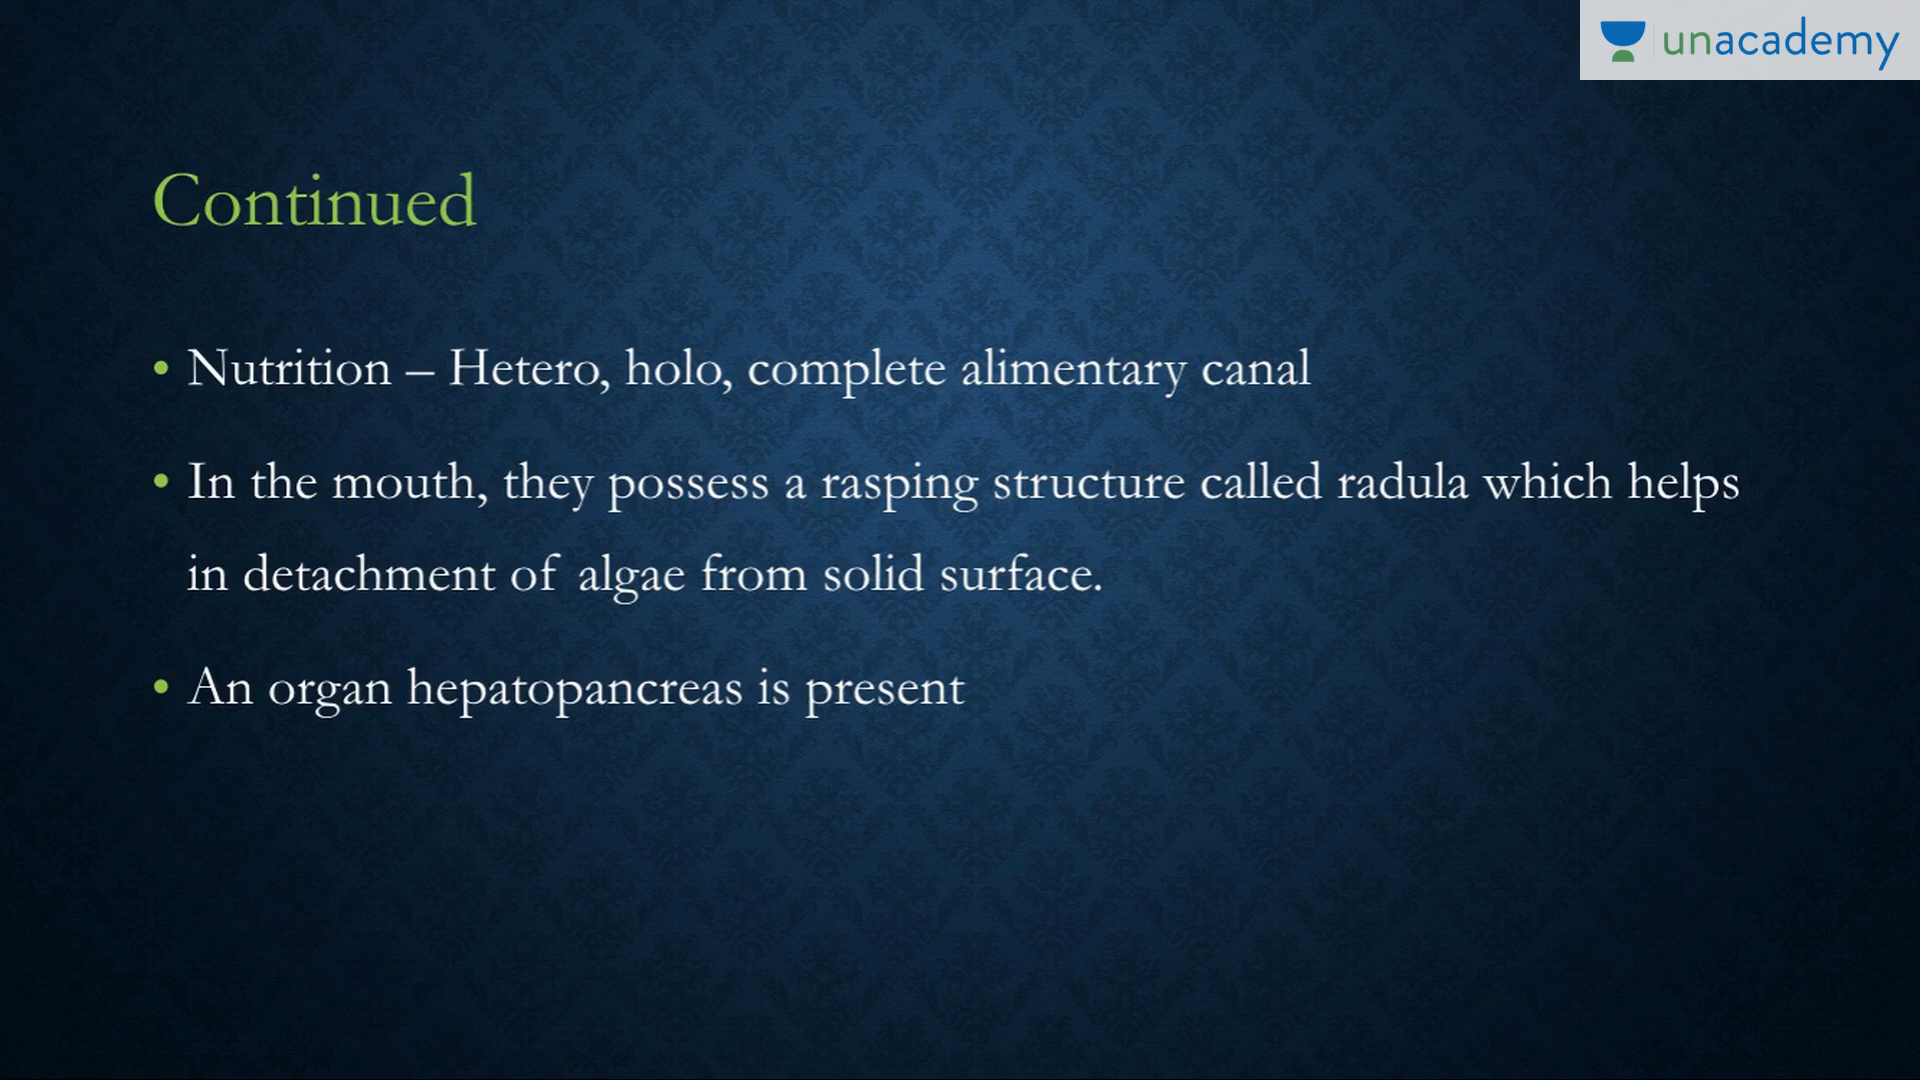 unacademy
Continued
• Nutrition – Hetero, holo, complete alimentary canal
• In the mouth, they possess a rasping structure called radula which helps
in detachment of algae from solid surface.
• An organ hepatopancreas is present